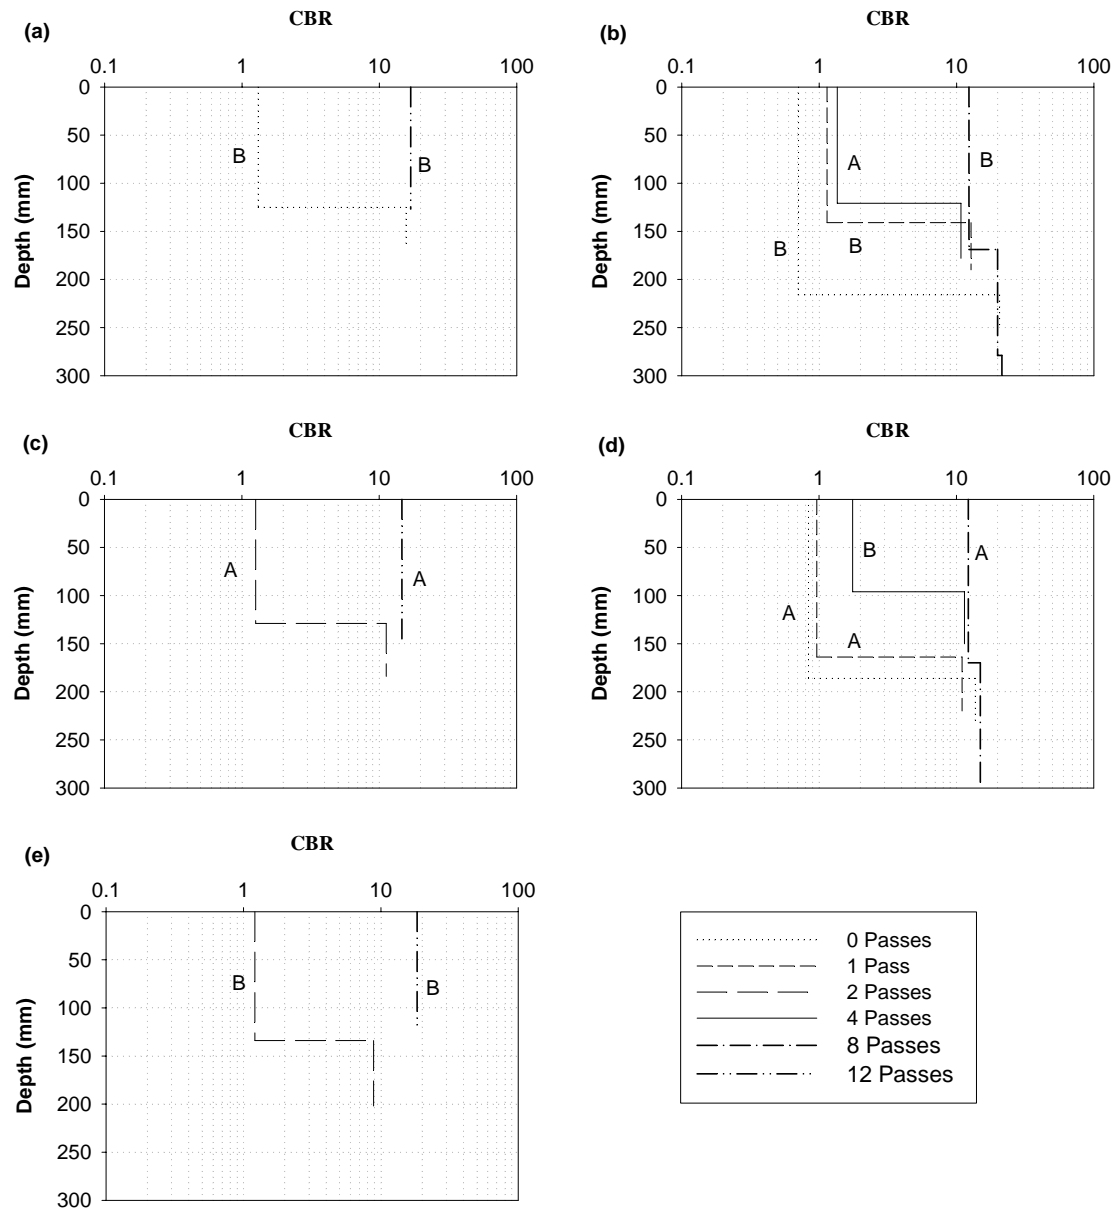 (a)
CBR
0.1 1 10 100
0
50
100
150
200
250
300
Depth (mm)
B
B
(b)
CBR
0.1 1 10 100
0
50
100
150
200
250
300
Depth (mm)
A
B
B
B
(c)
CBR
0.1 1 10 100
0
50
100
150
200
250
300
Depth (mm)
A
A
(d)
CBR
0.1 1 10 100
0
50
100
150
200
250
300
Depth (mm)
B
A
A
A
(e)
CBR
0.1 1 10 100
0
50
100
150
200
250
300
Depth (mm)
B
B
0 Passes
1 Pass
2 Passes
4 Passes
8 Passes
12 Passes